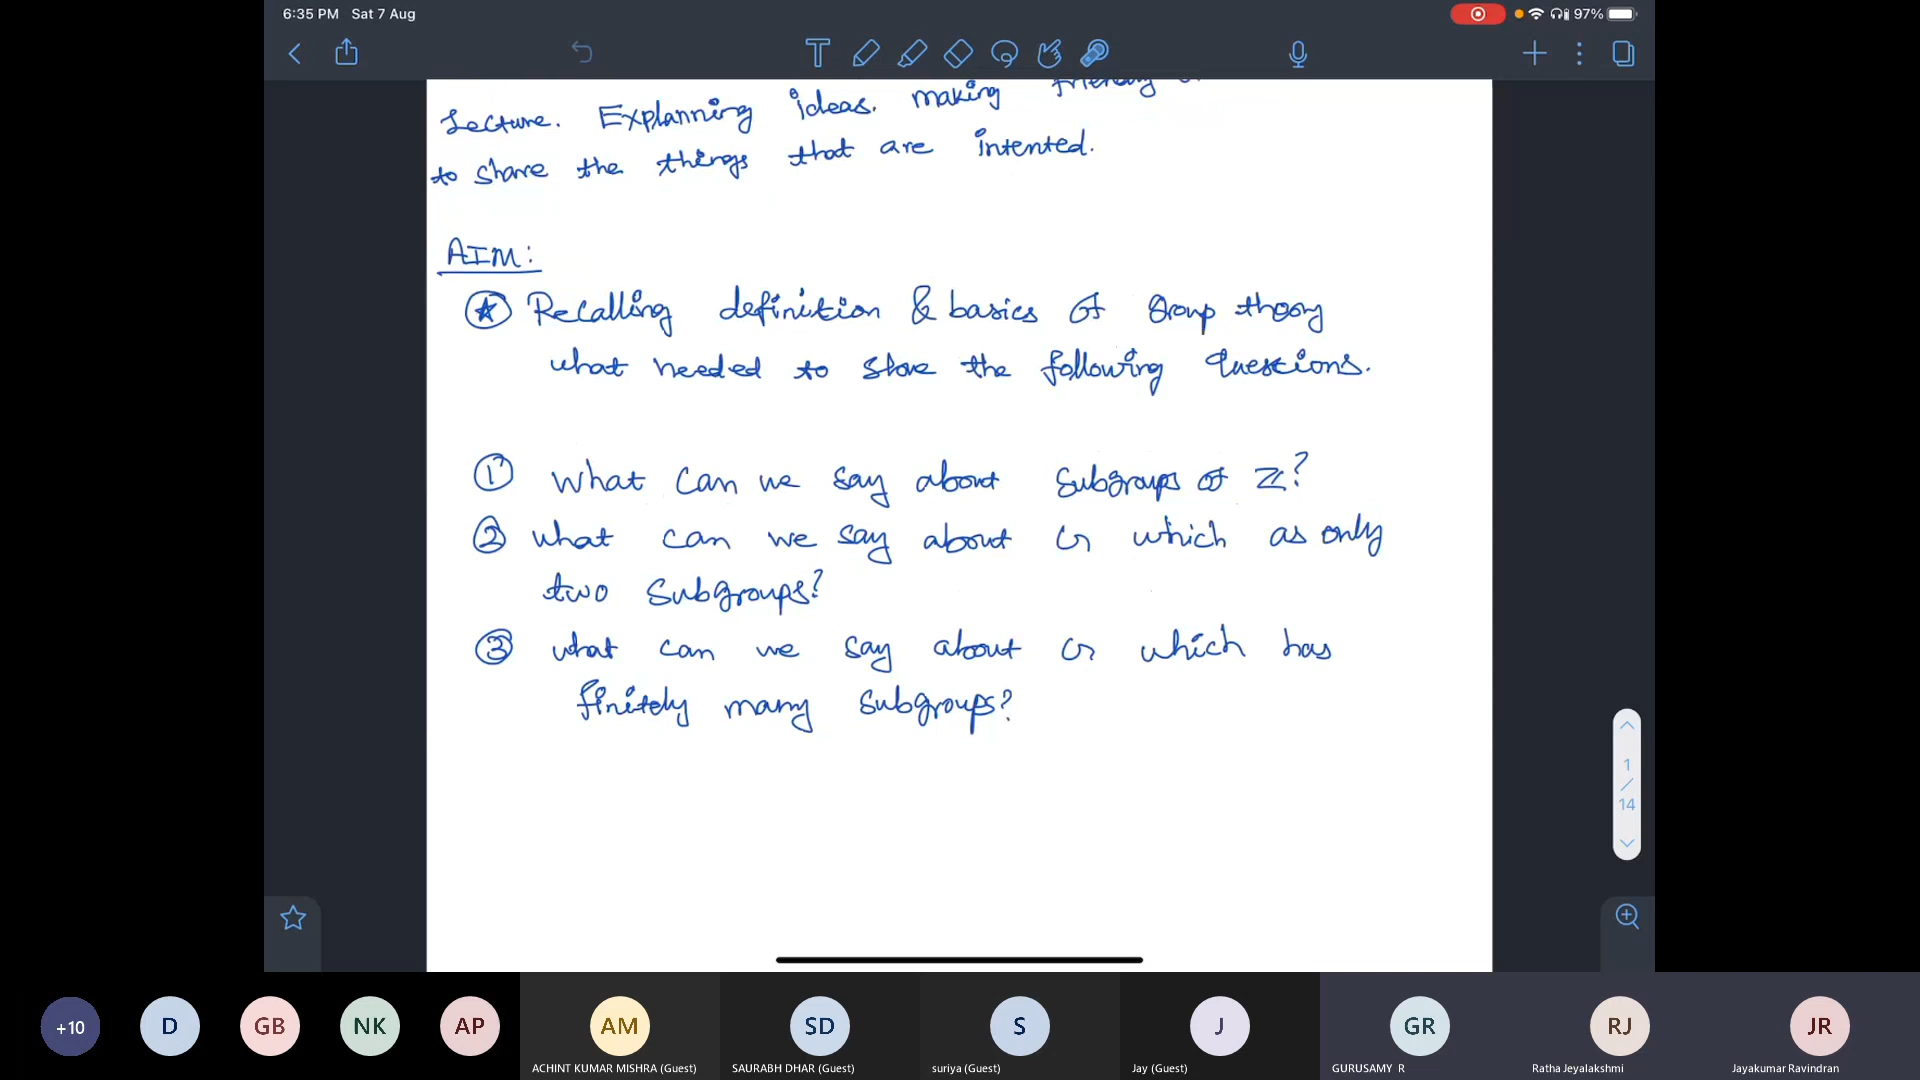 6:35 PM Sat 7 Aug
97%
Lecture. Explanning ideas. making friendly
to share the things that are intented.
AIM:
Recalling definition & basics of Group theory
what needed to slove the following Questions.
① What can we say about Subgroups of ℤ?
② what can we say about G which as only
two Subgroups?
③ what can we say about G which has
finitely many Subgroups?
1
/
14
+10
D
GB
NK
AP
AM
SD
S
J
GR
RJ
JR
ACHINT KUMAR MISHRA (Guest)
SAURABH DHAR (Guest)
suriya (Guest)
Jay (Guest)
GURUSAMY R
Ratha Jeyalakshmi
Jayakumar Ravindran